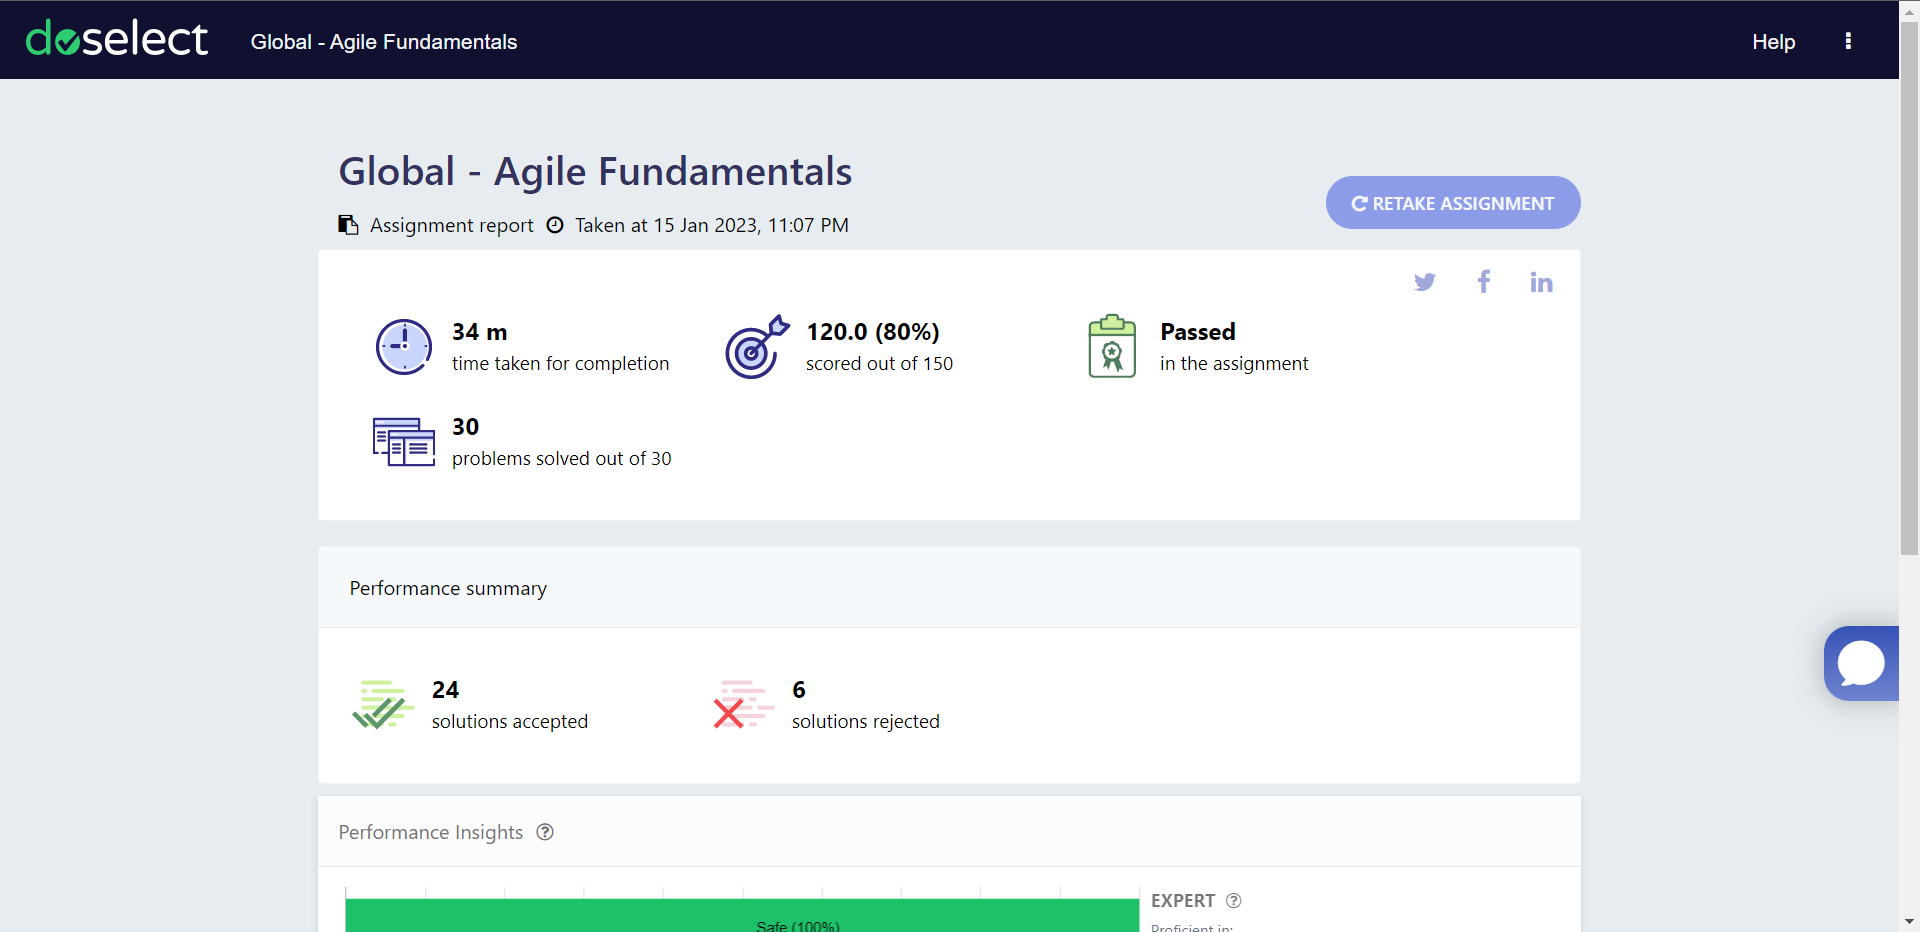 doselect
Global - Agile Fundamentals
Help
Global - Agile Fundamentals
RETAKE ASSIGNMENT
Assignment report
Taken at 15 Jan 2023, 11:07 PM
34 m
time taken for completion
120.0 (80%)
scored out of 150
Passed
in the assignment
30
problems solved out of 30
Performance summary
24
solutions accepted
6
solutions rejected
Performance Insights
EXPERT
Safe (100%)
Proficient in: